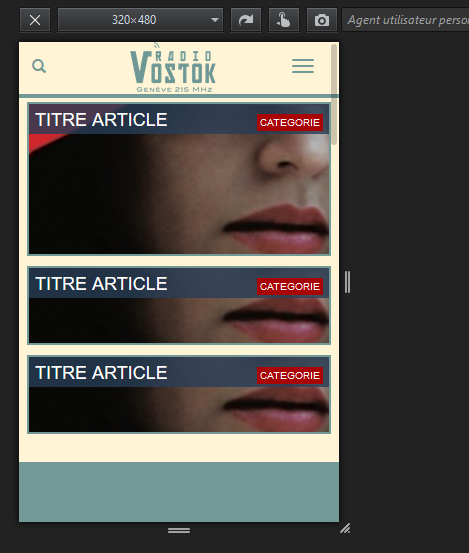 320×480
Agent utilisateur perso
RADIO
VOSTOK
GENÈVE 215 MHZ
TITRE ARTICLE
CATEGORIE
TITRE ARTICLE
CATEGORIE
TITRE ARTICLE
CATEGORIE